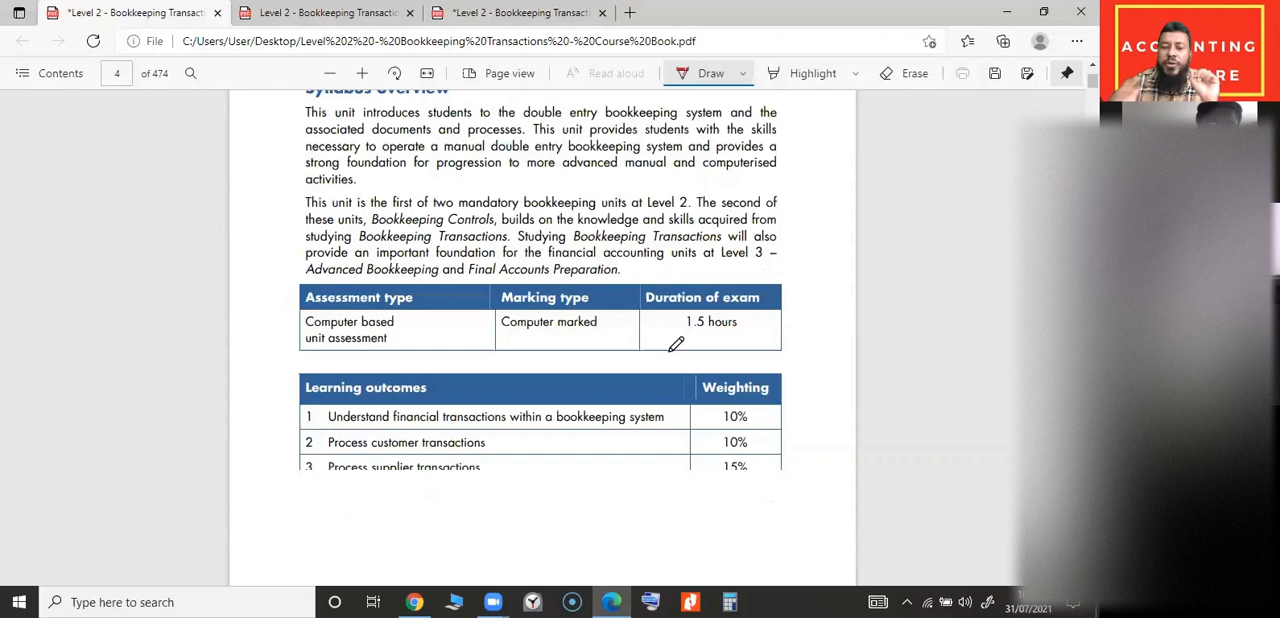 *Level 2 - Bookkeeping Transacti
Level 2 - Bookkeeping Transactic
*Level 2 - Bookkeeping Transact
File C:/Users/User/Desktop/Level%202%20-%20Bookkeeping%20Transactions%20-%20Course%20Book.pdf
Contents 4 of 474 Page view Read aloud Draw Highlight Erase
Syllabus overview
This unit introduces students to the double entry bookkeeping system and the
associated documents and processes. This unit provides students with the skills
necessary to operate a manual double entry bookkeeping system and provides a
strong foundation for progression to more advanced manual and computerised
activities.
This unit is the first of two mandatory bookkeeping units at Level 2. The second of
these units, Bookkeeping Controls, builds on the knowledge and skills acquired from
studying Bookkeeping Transactions. Studying Bookkeeping Transactions will also
provide an important foundation for the financial accounting units at Level 3 –
Advanced Bookkeeping and Final Accounts Preparation.
Assessment type Marking type Duration of exam
Computer based Computer marked 1.5 hours
unit assessment
Learning outcomes Weighting
1 Understand financial transactions within a bookkeeping system 10%
2 Process customer transactions 10%
3 Process supplier transactions 15%
Type here to search
31/07/2021